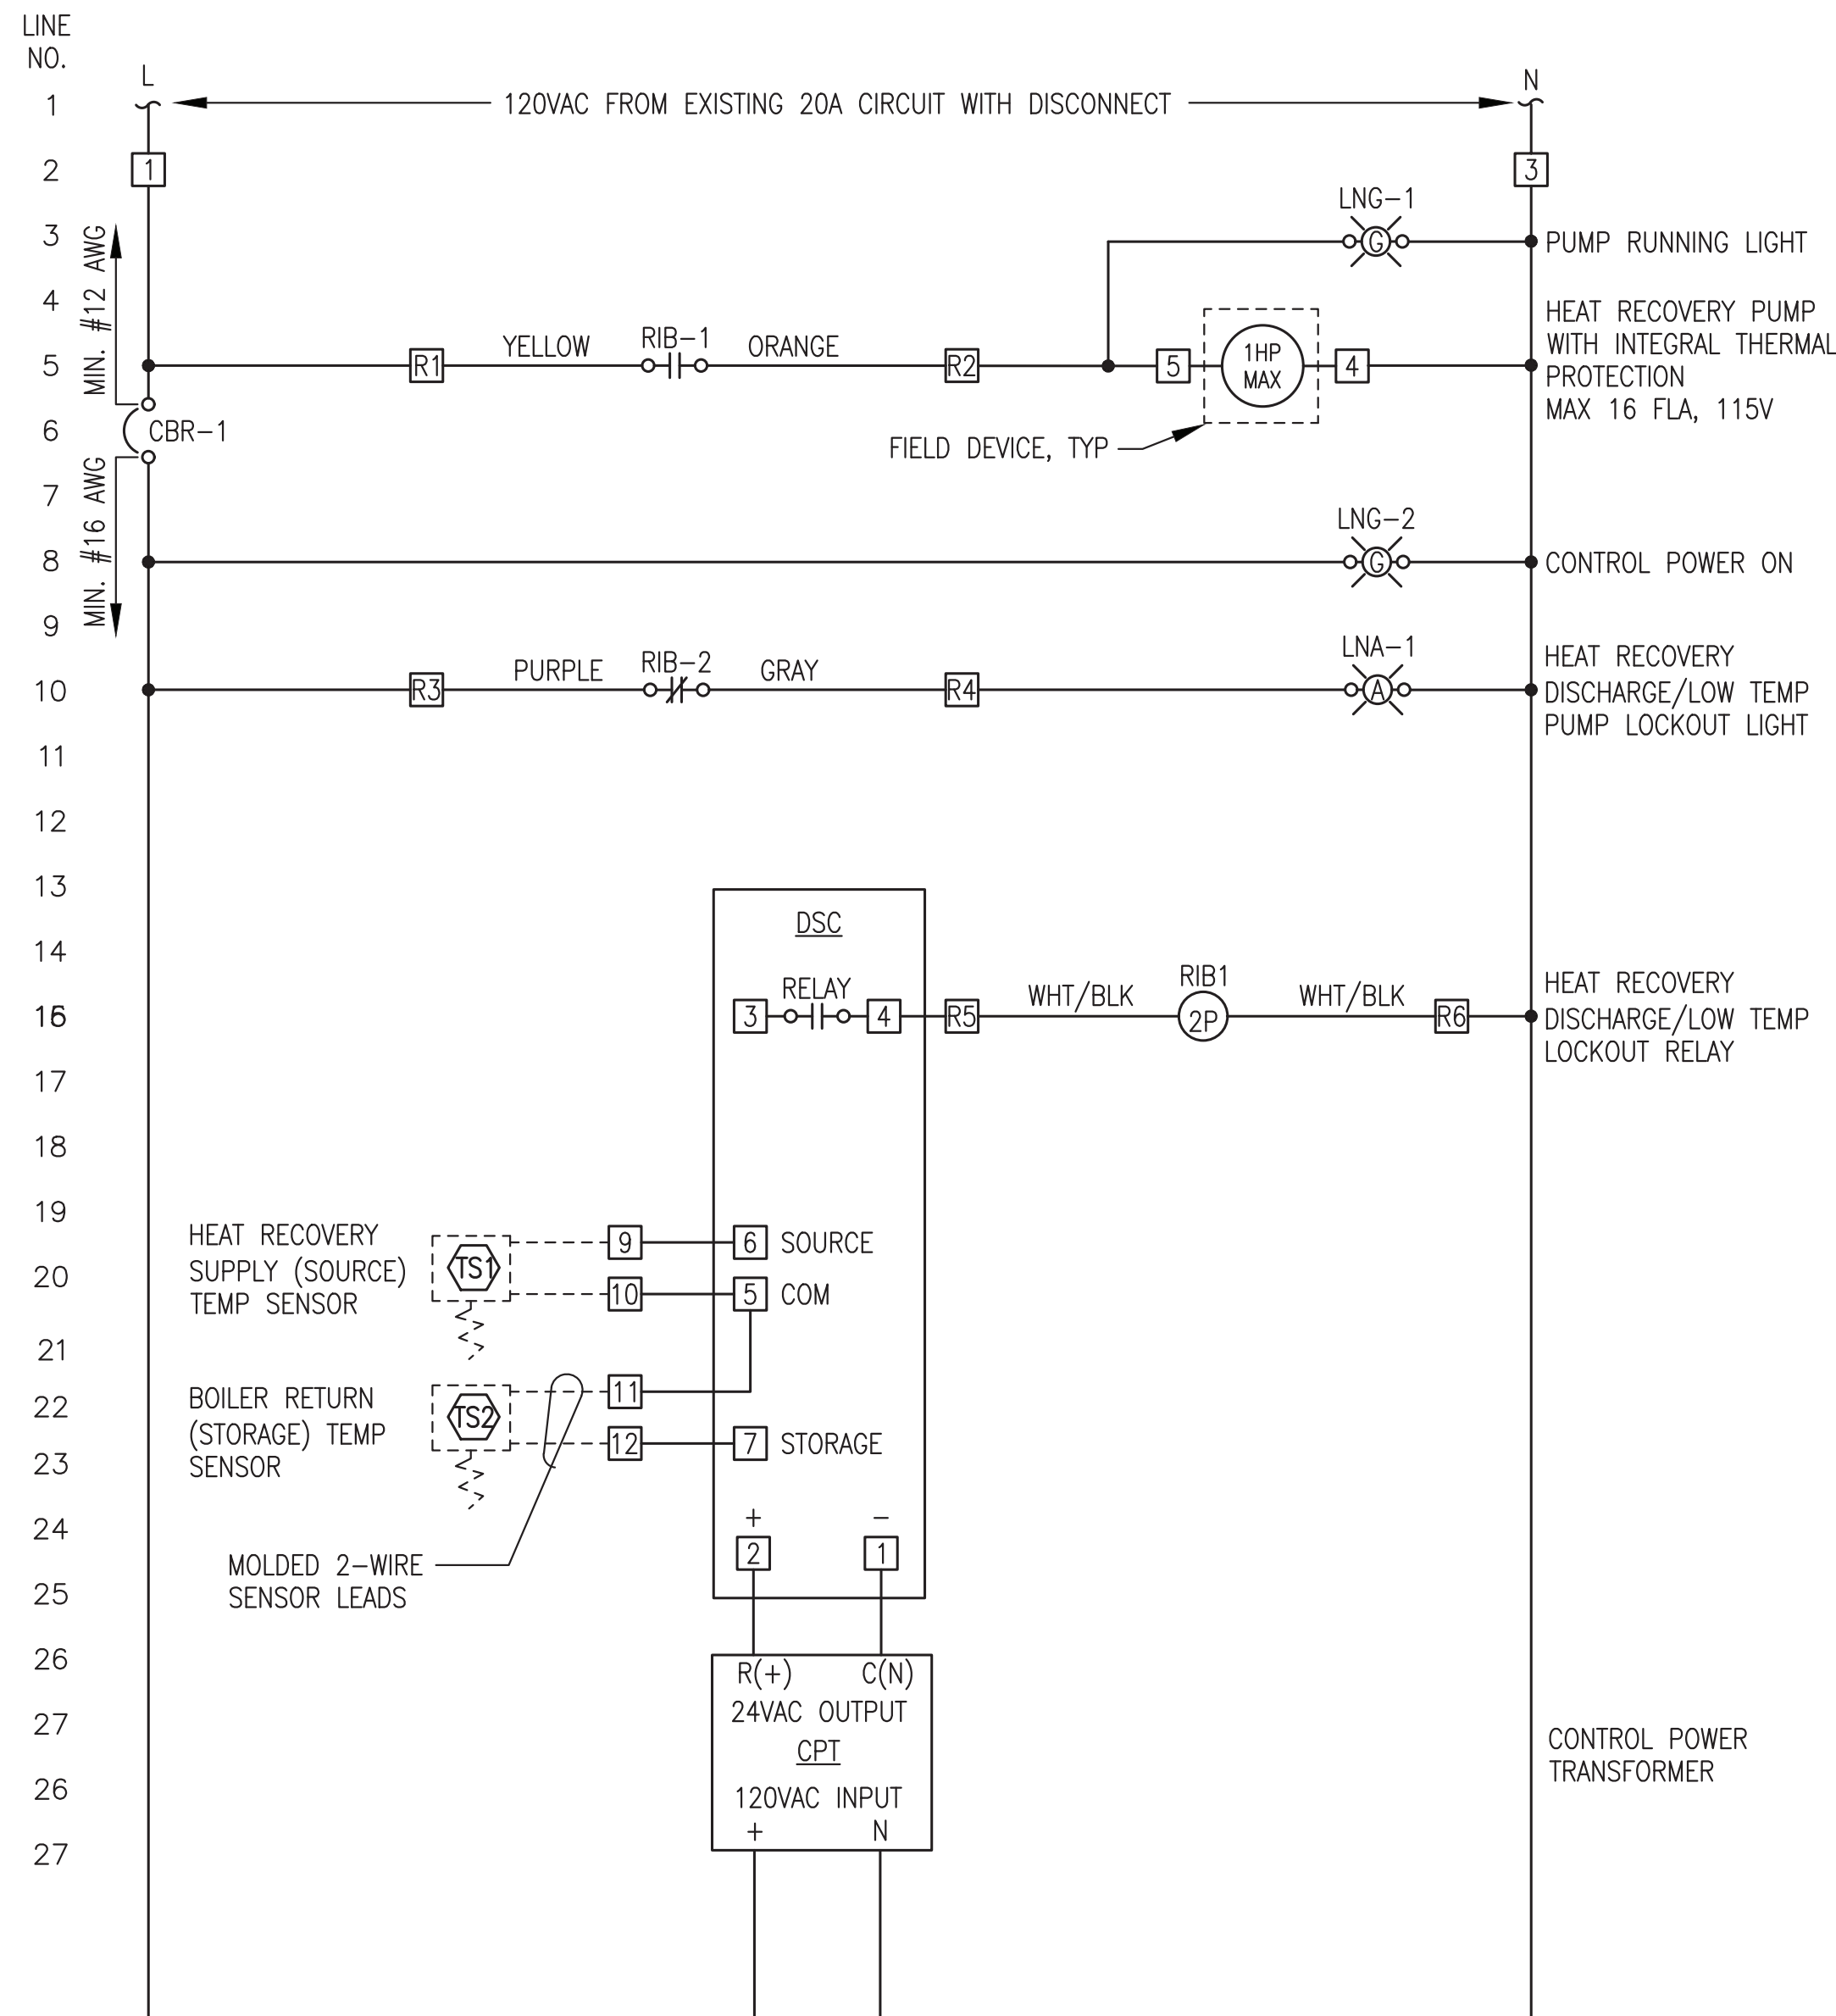 LINE
NO.
L
N
1
120VAC FROM EXISTING 20A CIRCUIT WITH DISCONNECT
2
1
3
LNG-1
3
G
PUMP RUNNING LIGHT
MIN. #12 AWG
4
HEAT RECOVERY PUMP
WITH INTEGRAL THERMAL
PROTECTION
MAX 16 FLA, 115V
5
R1
YELLOW
RIB-1
ORANGE
R2
5
1HP
MAX
4
6
CBR-1
FIELD DEVICE, TYP
7
MIN. #16 AWG
LNG-2
8
G
CONTROL POWER ON
9
10
R3
PURPLE
RIB-2
GRAY
R4
LNA-1
A
HEAT RECOVERY
DISCHARGE/LOW TEMP
PUMP LOCKOUT LIGHT
11
12
13
DSC
14
RELAY
3
4
R5
WHT/BLK
RIB1
2P
WHT/BLK
R6
HEAT RECOVERY
DISCHARGE/LOW TEMP
LOCKOUT RELAY
17
18
19
HEAT RECOVERY
SUPPLY (SOURCE)
TEMP SENSOR
TS1
9
6
SOURCE
20
10
5
COM
21
BOILER RETURN
(STORAGE) TEMP
SENSOR
TS2
11
22
12
7
STORAGE
23
24
+
-
2
1
MOLDED 2-WIRE
SENSOR LEADS
25
26
R(+)
C(N)
24VAC OUTPUT
27
CPT
CONTROL POWER
TRANSFORMER
26
120VAC INPUT
+
N
27